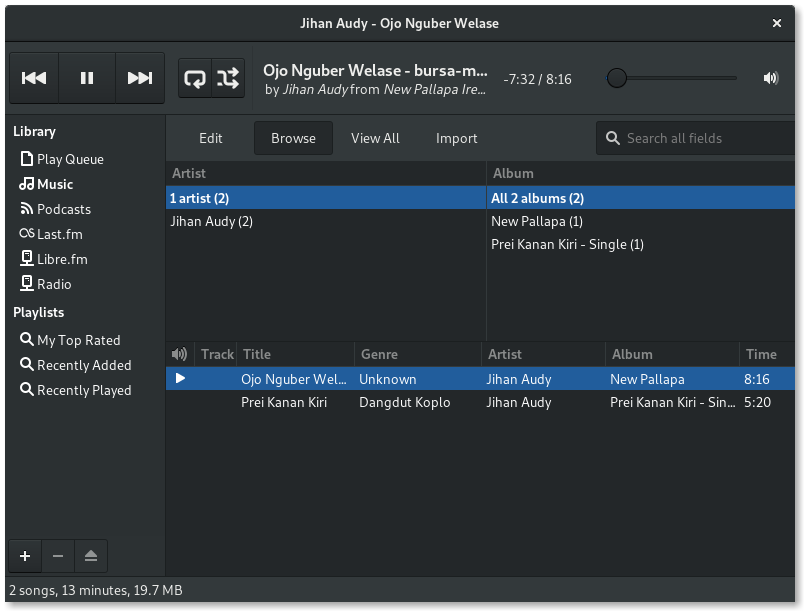 Jihan Audy - Ojo Nguber Welase
Ojo Nguber Welase - bursa-m...
by Jihan Audy from New Pallapa Ire...
-7:32 / 8:16
Library
Play Queue
Music
Podcasts
Last.fm
Libre.fm
Radio
Playlists
My Top Rated
Recently Added
Recently Played
Edit Browse View All Import Search all fields
Artist Album
1 artist (2) All 2 albums (2)
Jihan Audy (2) New Pallapa (1)
Prei Kanan Kiri - Single (1)
Track Title Genre Artist Album Time
Ojo Nguber Wel... Unknown Jihan Audy New Pallapa 8:16
Prei Kanan Kiri Dangdut Koplo Jihan Audy Prei Kanan Kiri - Sin... 5:20
2 songs, 13 minutes, 19.7 MB